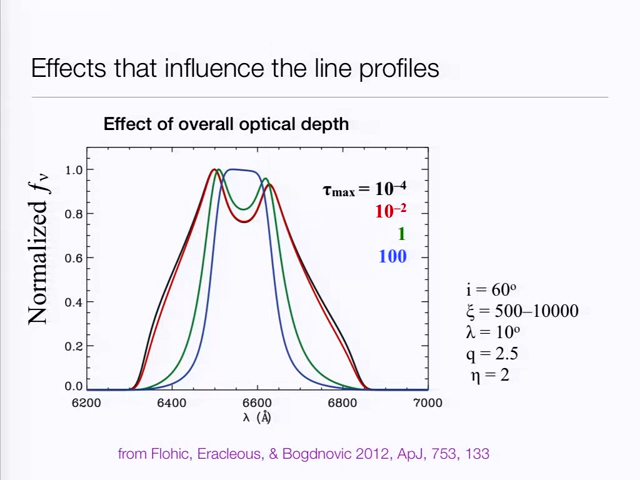 Effects that influence the line profiles
Effect of overall optical depth
Normalized fν
1.0
0.8
0.6
0.4
0.2
0.0
τmax = 10⁻⁴
10⁻²
1
100
6200 6400 6600 6800 7000
λ (Å)
i = 60º
ξ = 500–10000
λ = 10º
q = 2.5
η = 2
from Flohic, Eracleous, & Bogdnovic 2012, ApJ, 753, 133